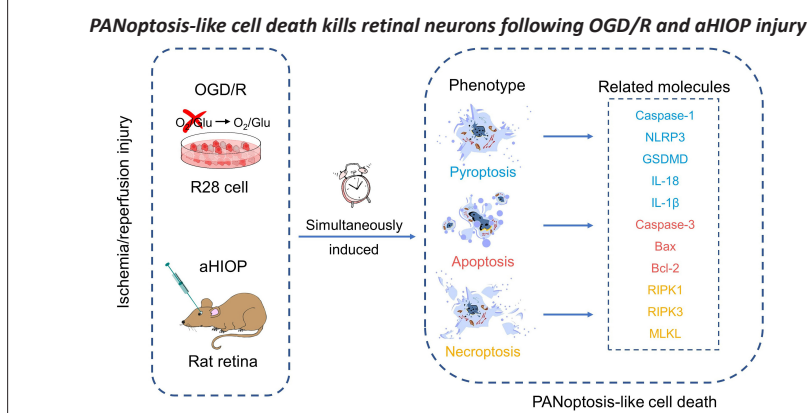 PANoptosis-like cell death kills retinal neurons following OGD/R and aHIOP injury
Ischemia/reperfusion injury
OGD/R
O₂/Glu → O₂/Glu
R28 cell
aHIOP
Rat retina
Simultaneously
induced
Phenotype
Pyroptosis
Apoptosis
Necroptosis
Related molecules
Caspase-1
NLRP3
GSDMD
IL-18
IL-1β
Caspase-3
Bax
Bcl-2
RIPK1
RIPK3
MLKL
PANoptosis-like cell death